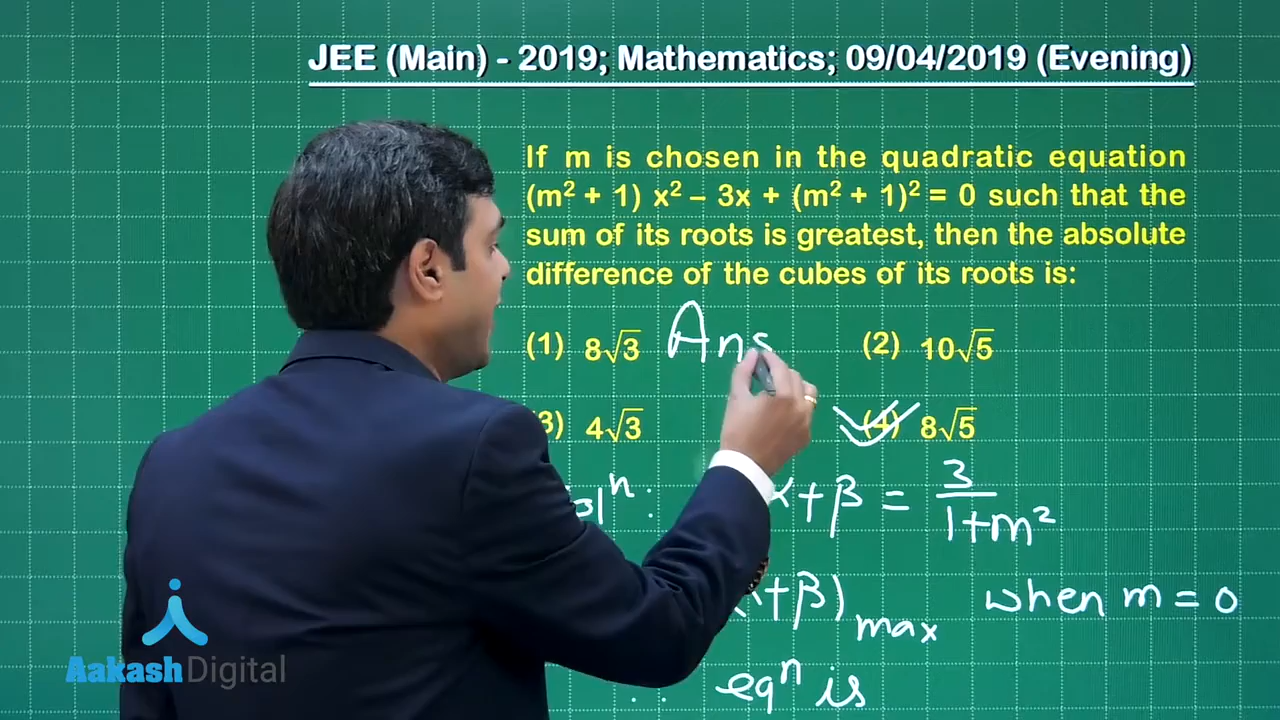 JEE (Main) - 2019; Mathematics; 09/04/2019 (Evening)
If m is chosen in the quadratic equation
(m² + 1) x² – 3x + (m² + 1)² = 0 such that the
sum of its roots is greatest, then the absolute
difference of the cubes of its roots is:
(1) 8√3 Ans (2) 10√5
3) 4√3 (4) 8√5
olⁿ : α+β = 3/(1+m²)
α+β)max when m = 0
∴ eqⁿ is
Aakash Digital